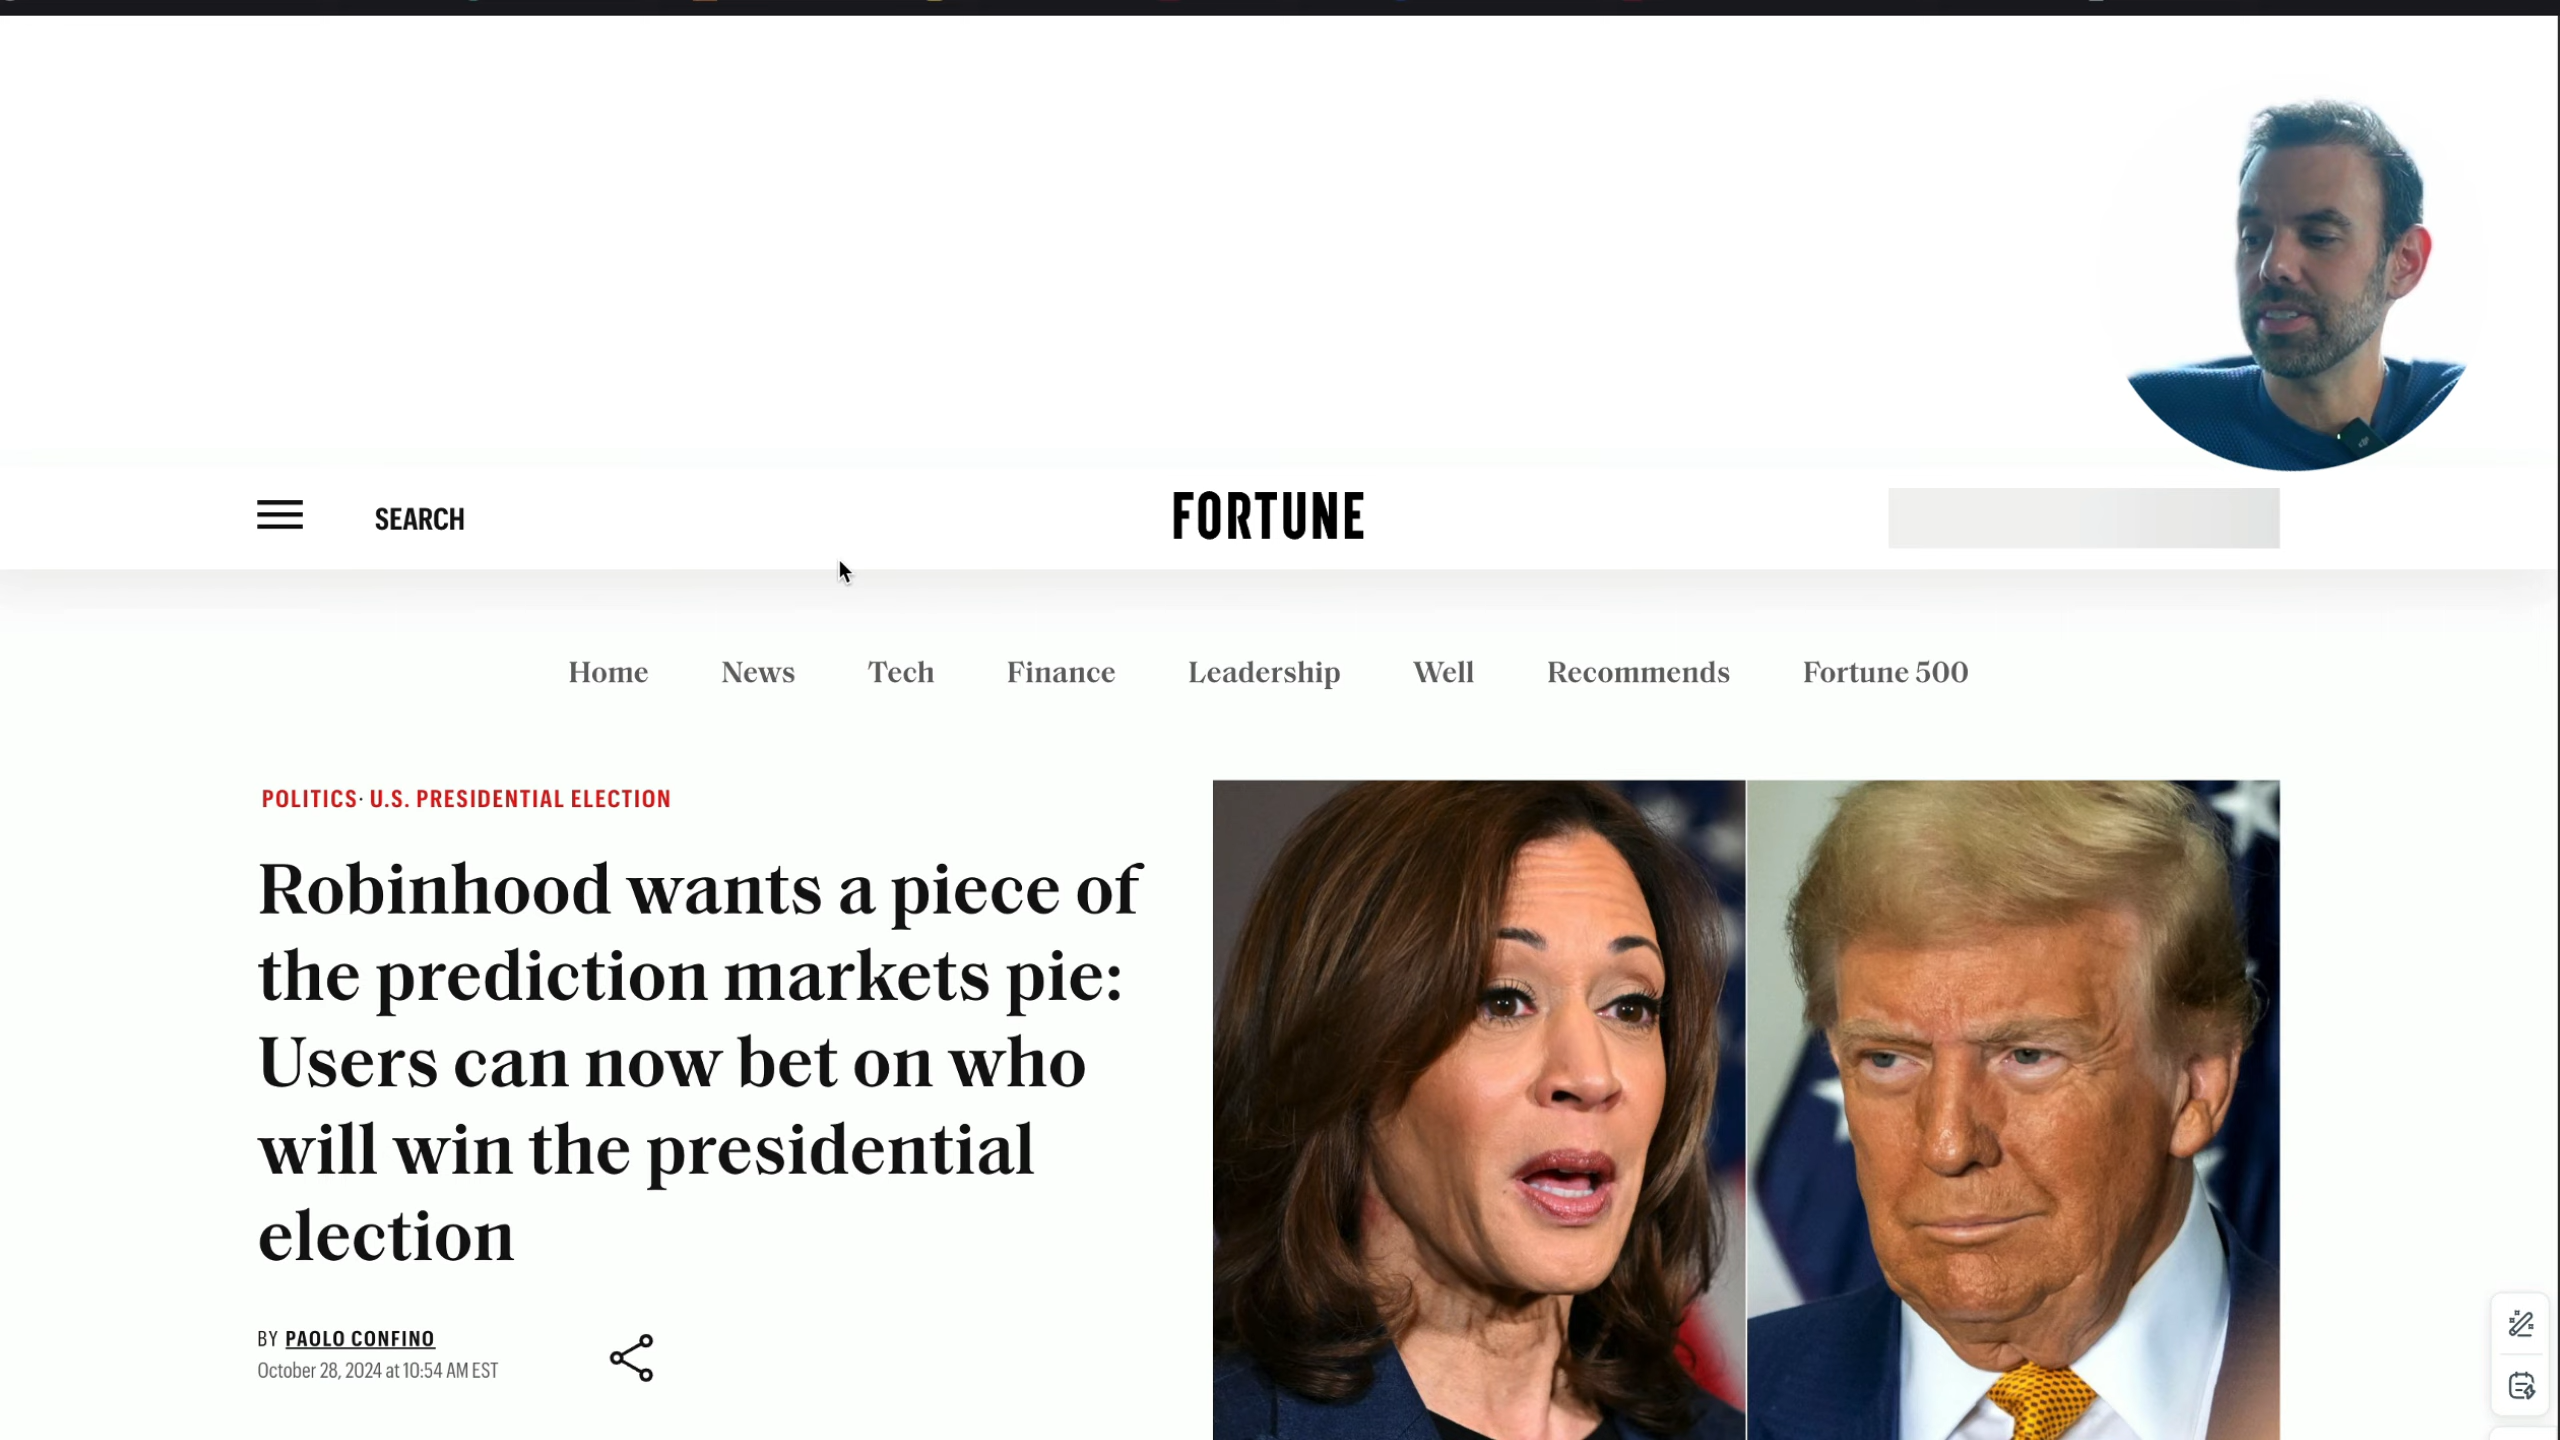 SEARCH
FORTUNE
Home News Tech Finance Leadership Well Recommends Fortune 500
POLITICS· U.S. PRESIDENTIAL ELECTION
Robinhood wants a piece of
the prediction markets pie:
Users can now bet on who
will win the presidential
election
BY PAOLO CONFINO
October 28, 2024 at 10:54 AM EST